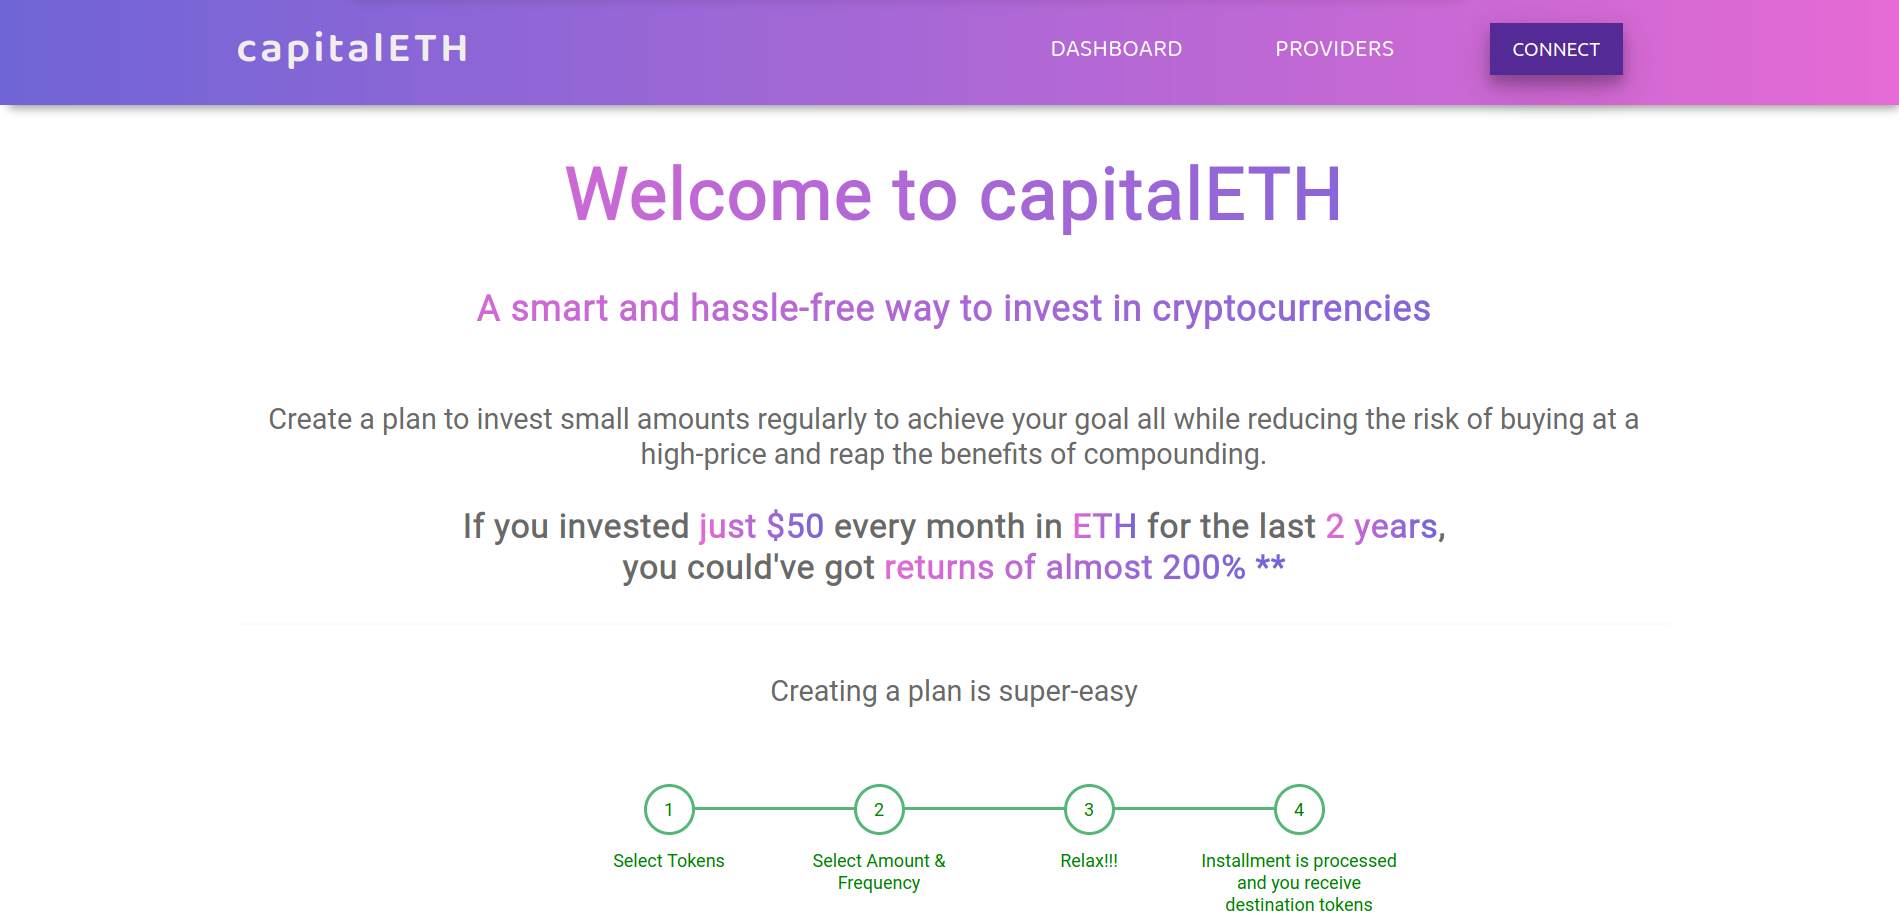 capitalETH
DASHBOARD
PROVIDERS
CONNECT
Welcome to capitalETH
A smart and hassle-free way to invest in cryptocurrencies
Create a plan to invest small amounts regularly to achieve your goal all while reducing the risk of buying at a
high-price and reap the benefits of compounding.
If you invested just $50 every month in ETH for the last 2 years,
you could've got returns of almost 200% **
Creating a plan is super-easy
1
2
3
4
Select Tokens
Select Amount &
Frequency
Relax!!!
Installment is processed
and you receive
destination tokens